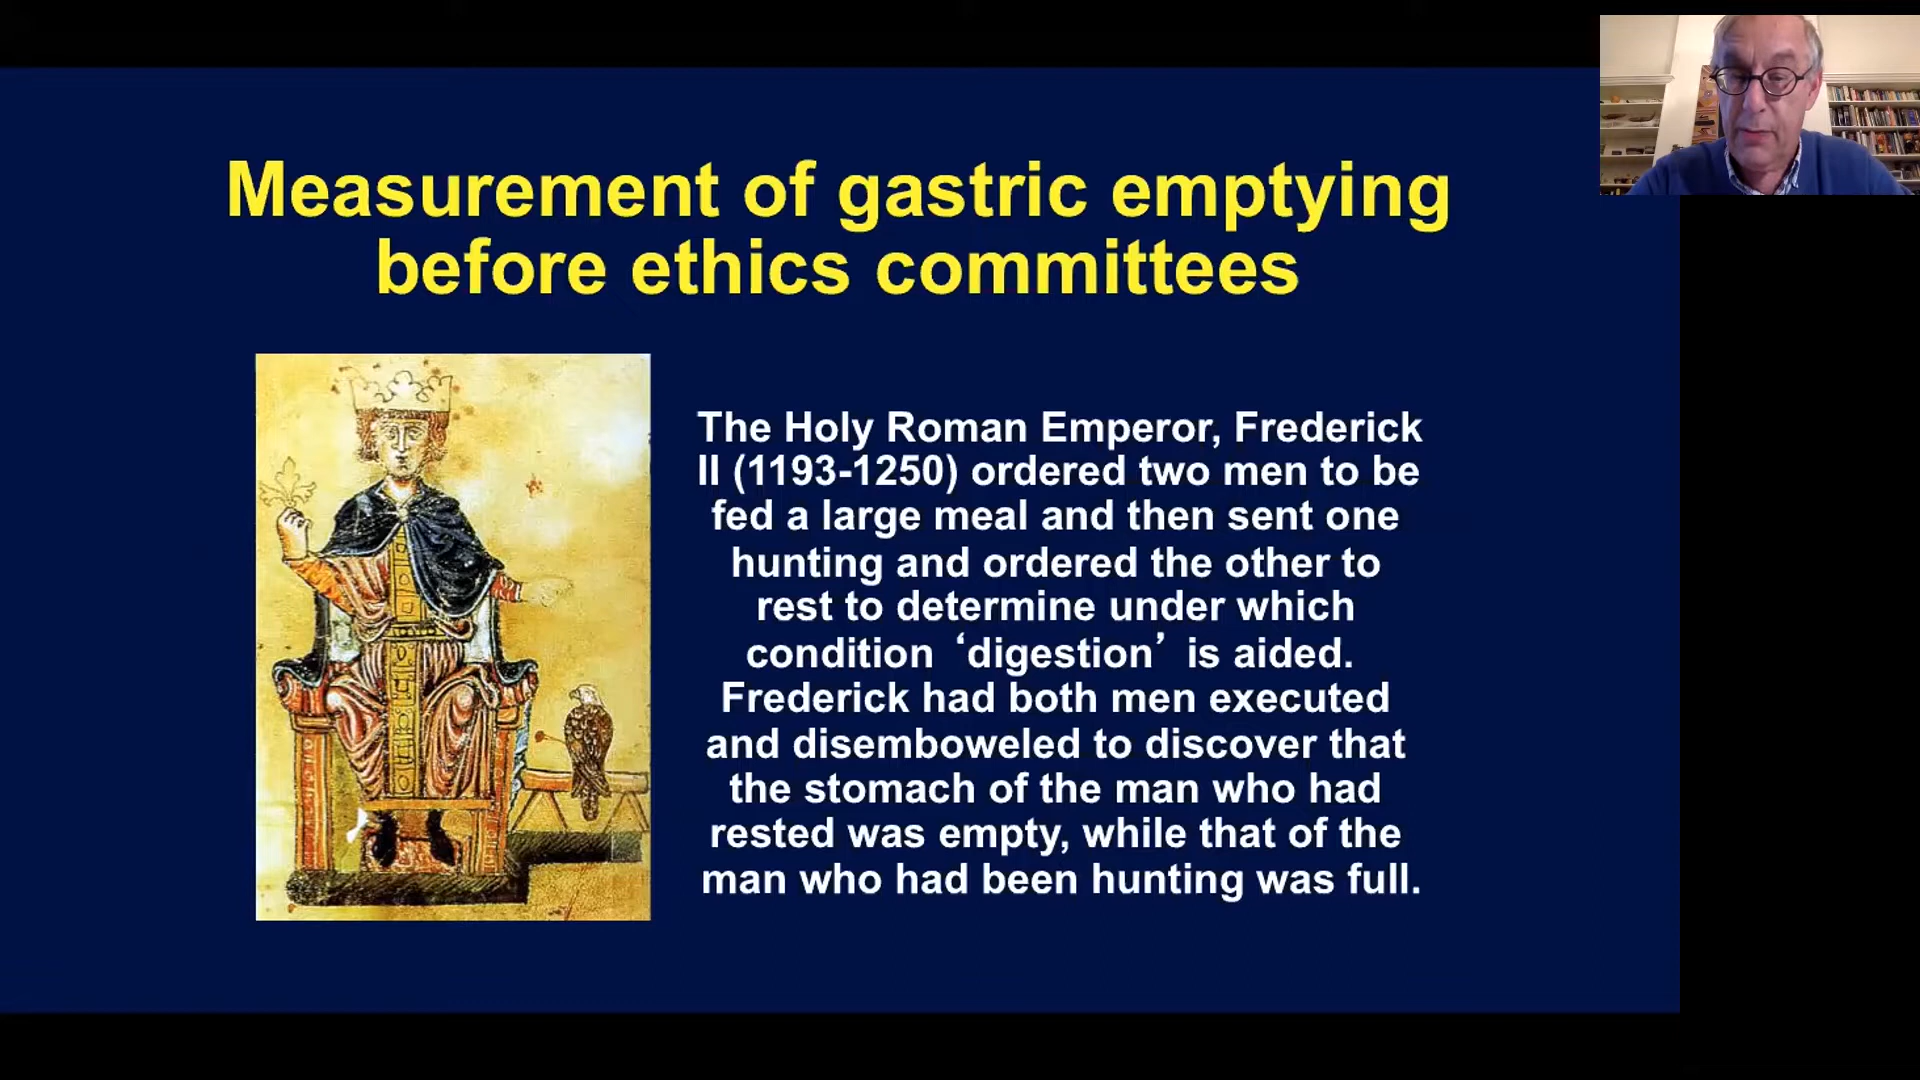 Measurement of gastric emptying
before ethics committees
The Holy Roman Emperor, Frederick
II (1193-1250) ordered two men to be
fed a large meal and then sent one
hunting and ordered the other to
rest to determine under which
condition ‘digestion’ is aided.
Frederick had both men executed
and disemboweled to discover that
the stomach of the man who had
rested was empty, while that of the
man who had been hunting was full.